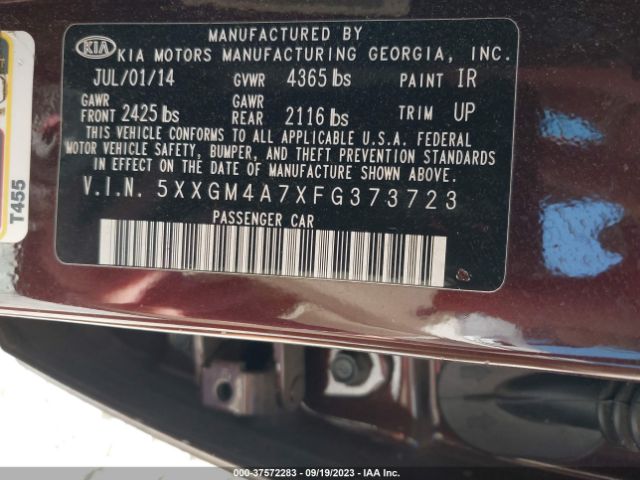 MANUFACTURED BY
KIA KIA MOTORS MANUFACTURING GEORGIA, INC.
JUL/01/14 GVWR 4365 lbs PAINT IR
GAWR FRONT 2425 lbs GAWR REAR 2116 lbs TRIM UP
THIS VEHICLE CONFORMS TO ALL APPLICABLE U.S.A. FEDERAL
MOTOR VEHICLE SAFETY, BUMPER, AND THEFT PREVENTION STANDARDS
IN EFFECT ON THE DATE OF MANUFACTURE SHOWN ABOVE.
V.I.N. 5XXGM4A7XFG373723
PASSENGER CAR
T455
COPART-37572283 - 09/19/2023 - IAA, Inc.